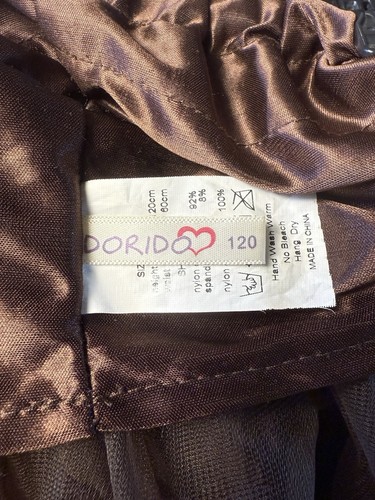 DORIDO 120
20cm
60cm
92%
8%
100%
nylon
nylon
Hand Wash Warm
No Bleach
Hang Dry
MADE IN CHINA